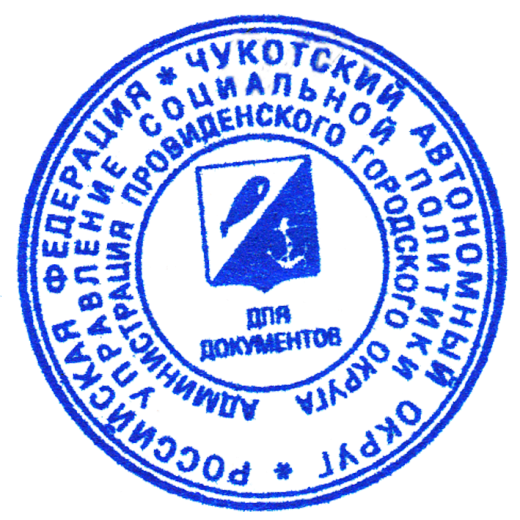 РОССИЙСКАЯ ФЕДЕРАЦИЯ * ЧУКОТСКИЙ АВТОНОМНЫЙ ОКРУГ *
УПРАВЛЕНИЕ СОЦИАЛЬНОЙ ПОЛИТИКИ
АДМИНИСТРАЦИЯ ПРОВИДЕНСКОГО ГОРОДСКОГО ОКРУГА
ДЛЯ
ДОКУМЕНТОВ